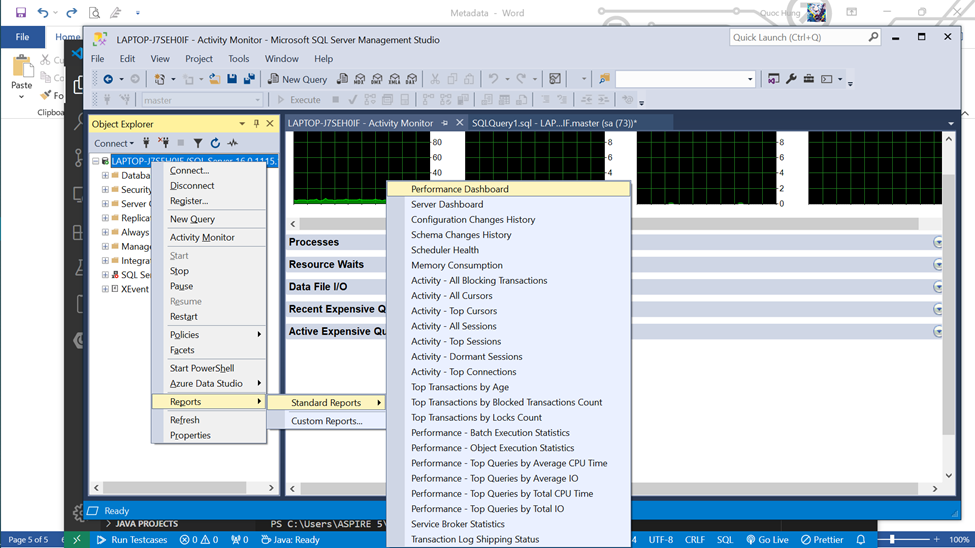 Metadata - Word
Quoc Hung
File
Home
Paste
Cu
Co
Fo
Clipboar
LAPTOP-J7SEH0IF - Activity Monitor - Microsoft SQL Server Management Studio
Quick Launch (Ctrl+Q)
File Edit View Project Tools Window Help
New Query
MDX DMX XMLA DAX
master
Execute
Object Explorer
LAPTOP-J7SEH0IF - Activity Monitor
SQLQuery1.sql - LAP...IF.master (sa (73))*
Connect
LAPTOP-J7SEH0IF (SQL Server 16.0.1115.
Databa
Security
Server O
Replicat
Always
Manage
Integrat
SQL Ser
XEvent
Connect...
Disconnect
Register...
New Query
Activity Monitor
Start
Stop
Pause
Resume
Restart
Policies
Facets
Start PowerShell
Azure Data Studio
Reports
Refresh
Properties
Standard Reports
Custom Reports...
80
60
40
8
6
4
8
6
4
2
0
Processes
Resource Waits
Data File I/O
Recent Expensive Q
Active Expensive Qu
Performance Dashboard
Server Dashboard
Configuration Changes History
Schema Changes History
Scheduler Health
Memory Consumption
Activity - All Blocking Transactions
Activity - All Cursors
Activity - Top Cursors
Activity - All Sessions
Activity - Top Sessions
Activity - Dormant Sessions
Activity - Top Connections
Top Transactions by Age
Top Transactions by Blocked Transactions Count
Top Transactions by Locks Count
Performance - Batch Execution Statistics
Performance - Object Execution Statistics
Performance - Top Queries by Average CPU Time
Performance - Top Queries by Average IO
Performance - Top Queries by Total CPU Time
Performance - Top Queries by Total IO
Service Broker Statistics
Transaction Log Shipping Status
Ready
JAVA PROJECTS
PS C:\Users\ASPIRE 5\
Page 5 of 5
Run Testcases
0
0
0
Java: Ready
4
UTF-8
CRLF
SQL
Go Live
Prettier
100%